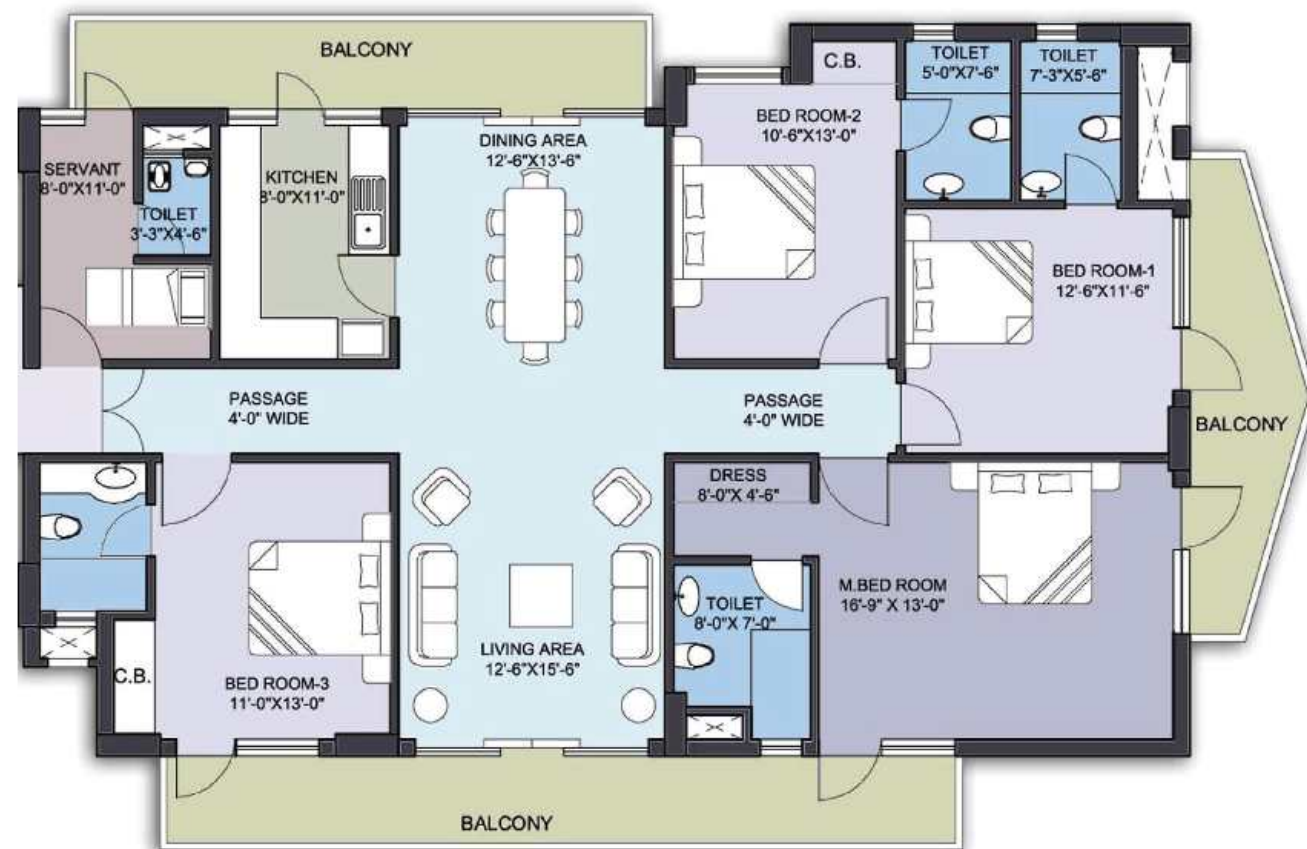 BALCONY
C.B.
TOILET
5'-0"X7'-6"
TOILET
7'-3"X5'-6"
BED ROOM-2
10'-6"X13'-0"
DINING AREA
12'-6"X13'-6"
SERVANT
8'-0"X11'-0"
KITCHEN
8'-0"X11'-0"
TOILET
3'-3"X4'-6"
BED ROOM-1
12'-6"X11'-6"
PASSAGE
4'-0" WIDE
PASSAGE
4'-0" WIDE
BALCONY
DRESS
8'-0"X 4'-6"
M.BED ROOM
16'-9" X 13'-0"
TOILET
8'-0"X 7'-0"
LIVING AREA
12'-6"X15'-6"
C.B.
BED ROOM-3
11'-0"X13'-0"
BALCONY